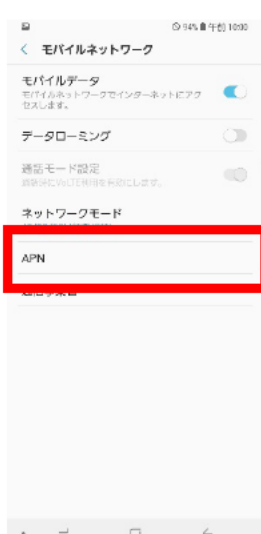 94% 午前 10:00
モバイルネットワーク
モバイルデータ
モバイルネットワークでインターネットにアク
セスします。
データローミング
通話モード設定
ネットワークモード
APN